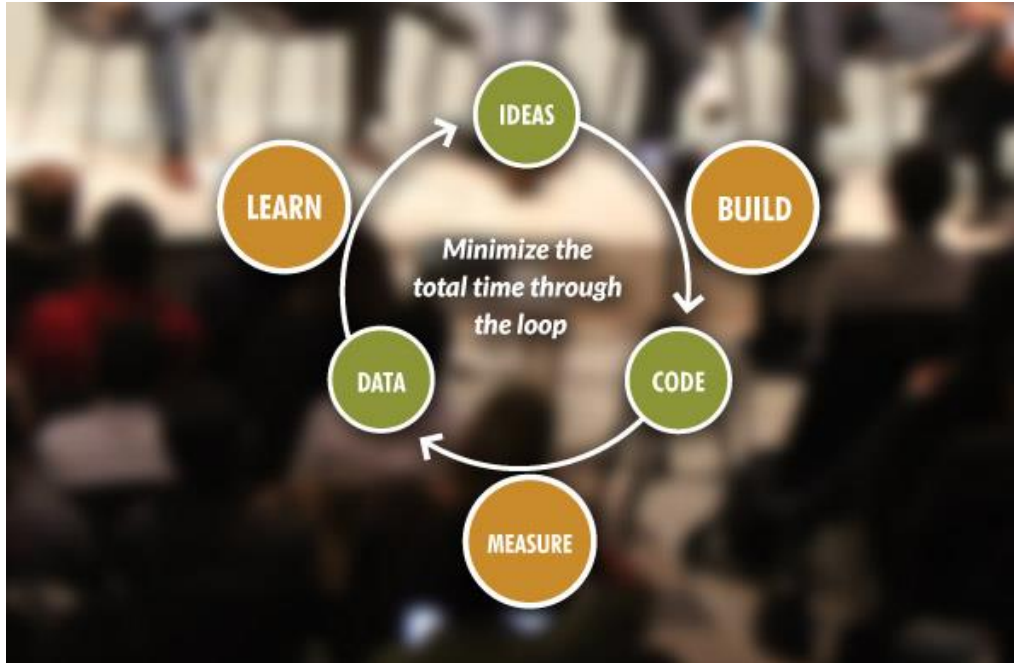 IDEAS
LEARN
BUILD
Minimize the
total time through
the loop
DATA
CODE
MEASURE